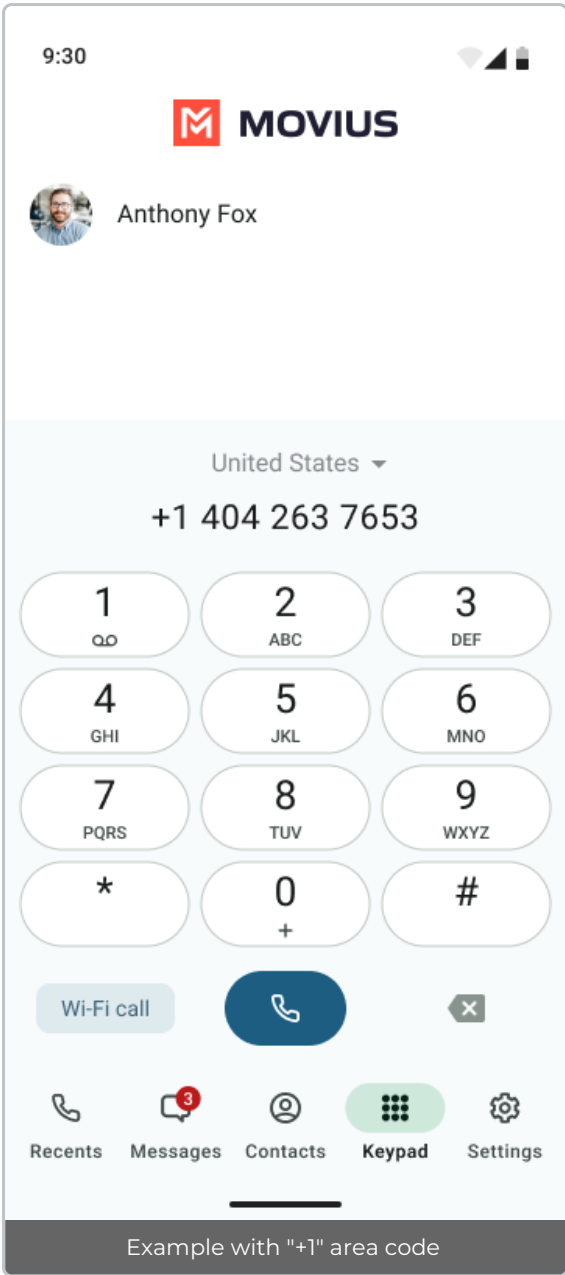 9:30
MOVIUS
Anthony Fox
United States
+1 404 263 7653
1 2 3
ABC DEF
4 5 6
GHI JKL MNO
7 8 9
PQRS TUV WXYZ
* 0 #
+
Wi-Fi call
3
Recents Messages Contacts Keypad Settings
Example with "+1" area code